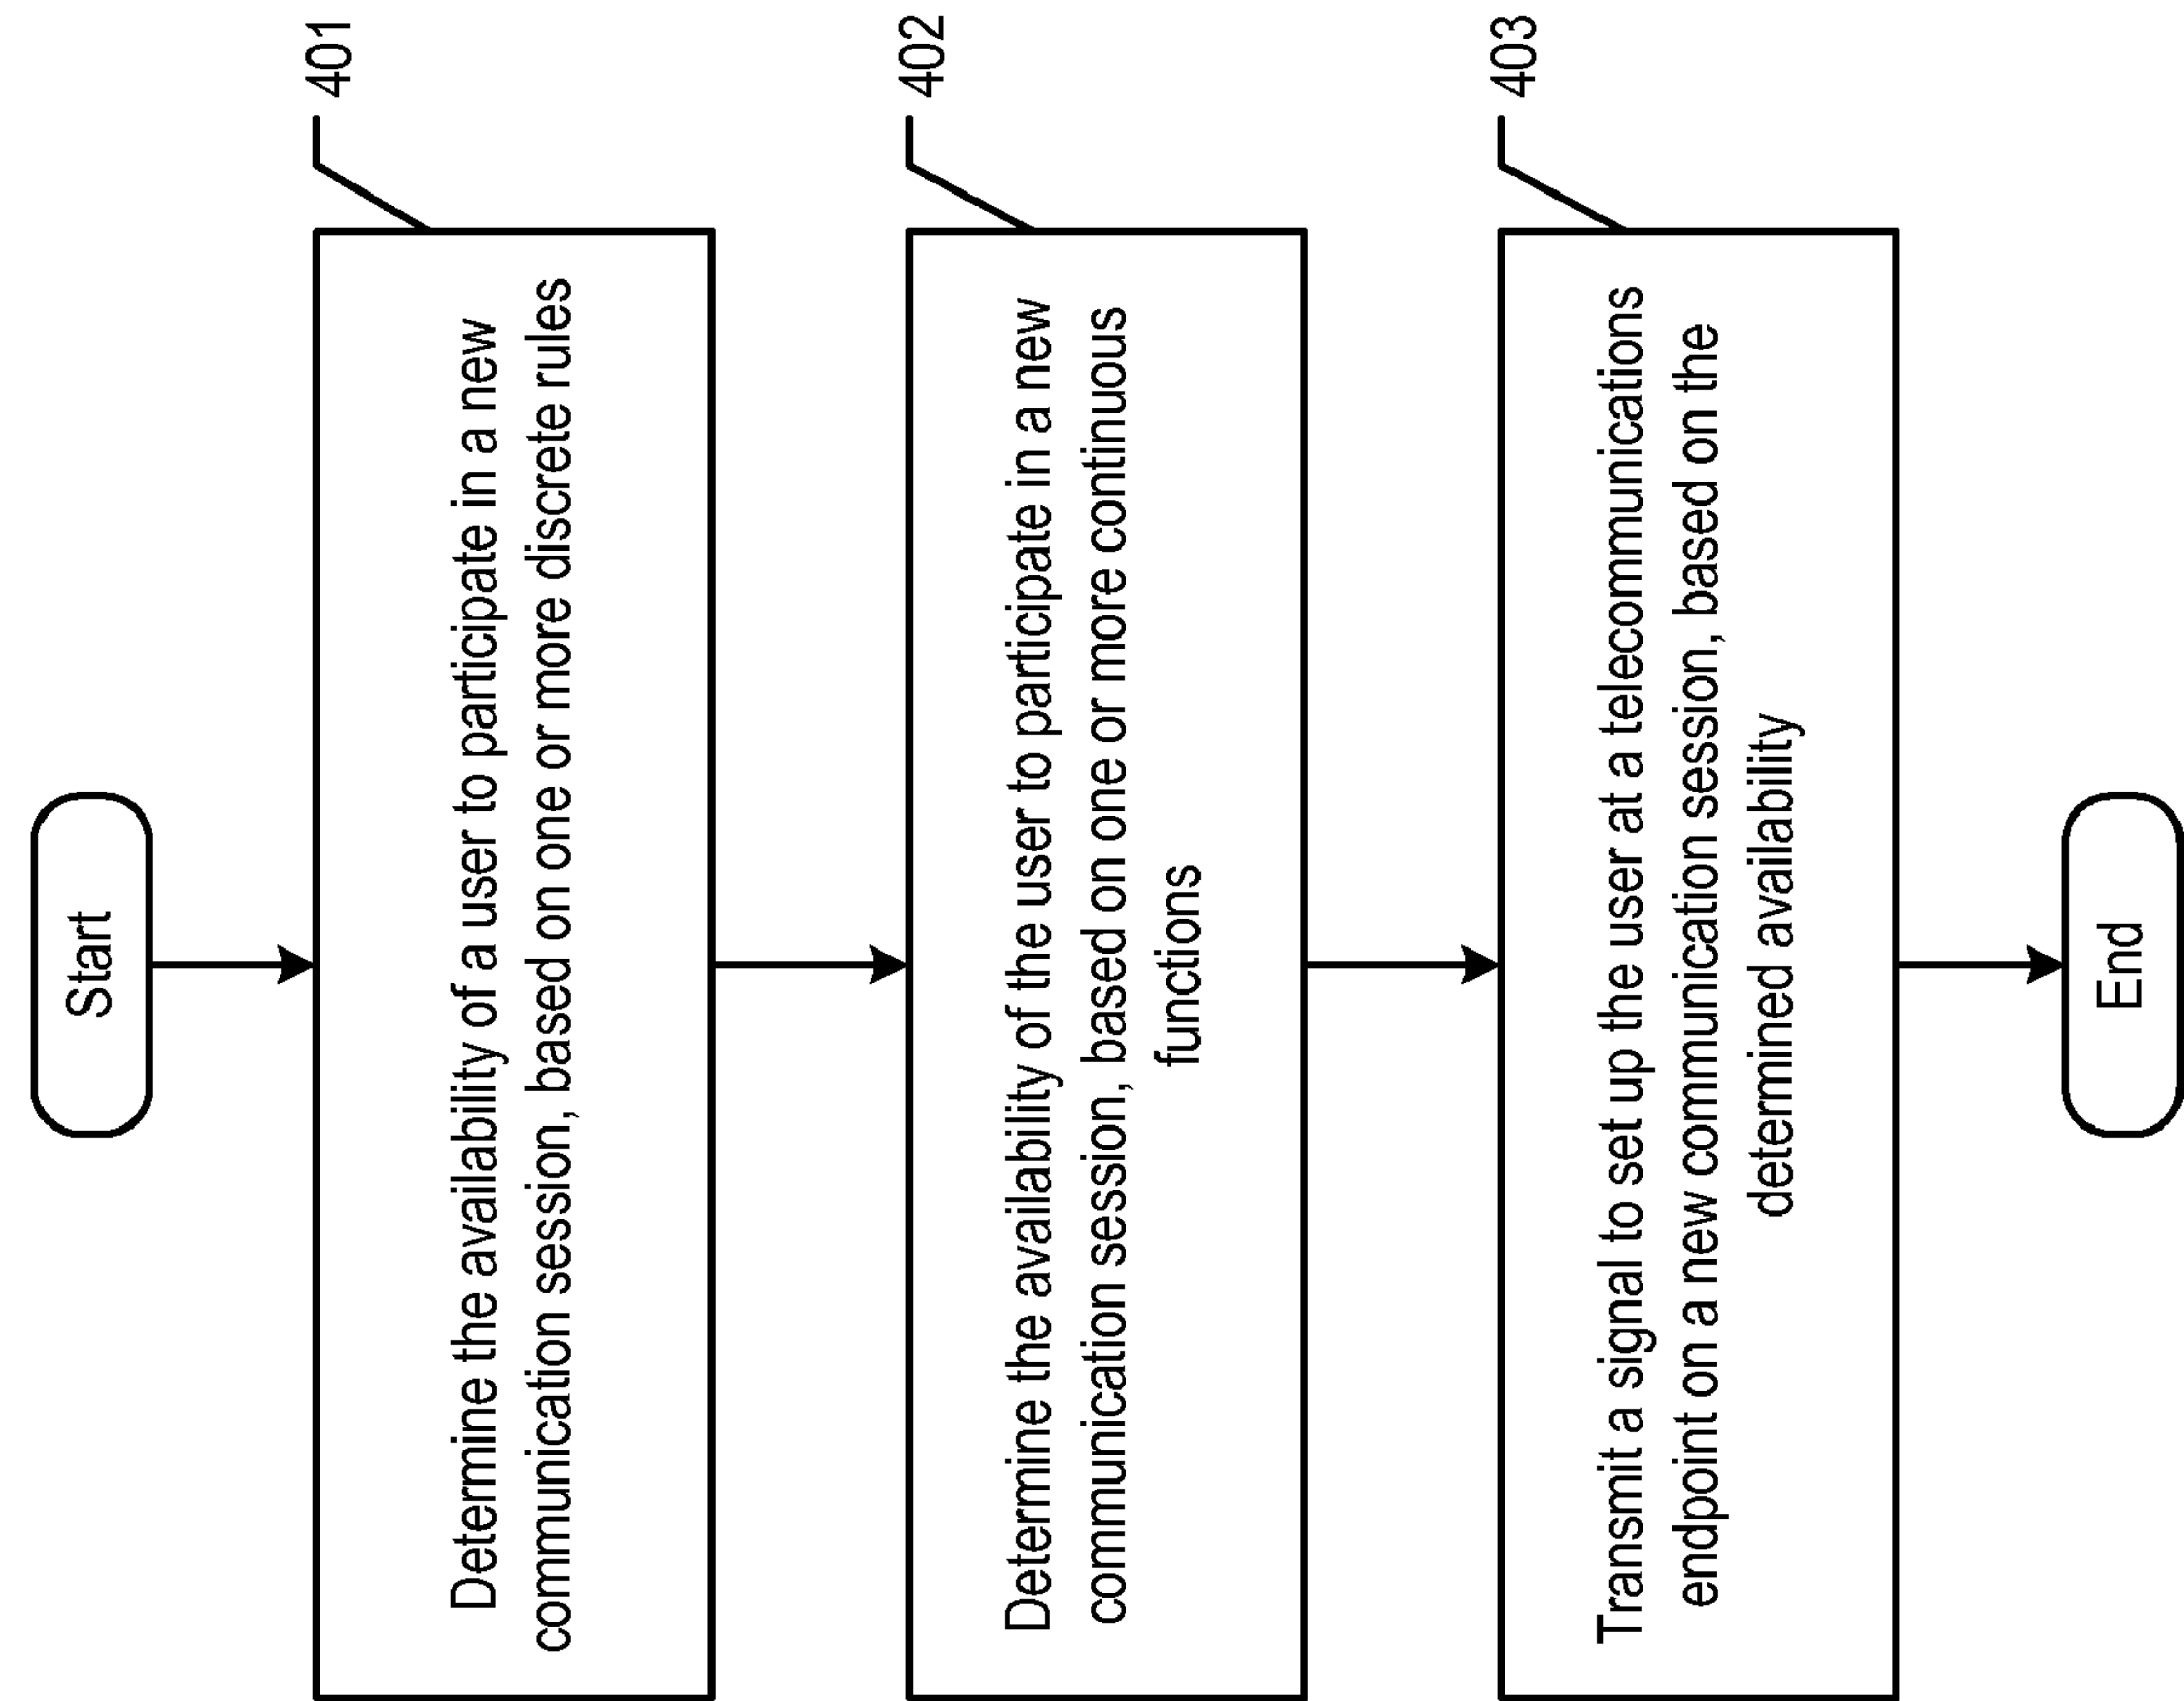 Start
401
Determine the availability of a user to participate in a new
communication session, based on one or more discrete rules
402
Determine the availability of the user to participate in a new
communication session, based on one or more continuous
functions
403
Transmit a signal to set up the user at a telecommunications
endpoint on a new communication session, based on the
determined availability
End